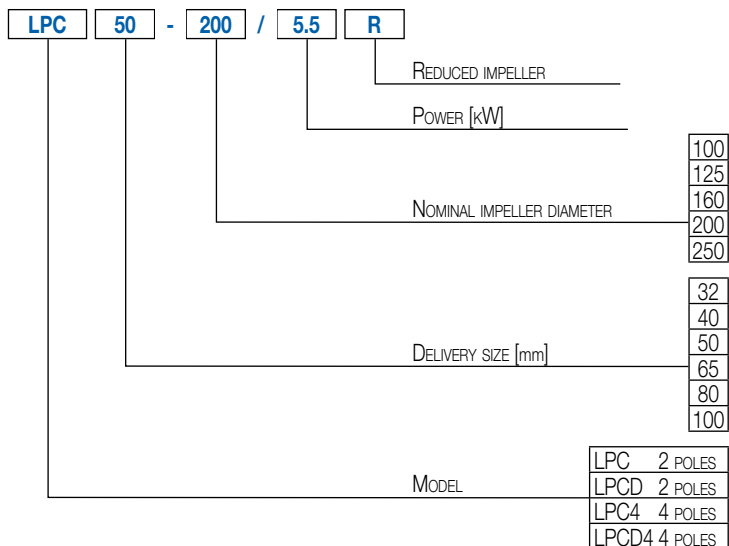 LPC 50 - 200 / 5.5 R
Reduced impeller
Power [kW]
100
125
160
Nominal impeller diameter
200
250
32
40
50
Delivery size [mm]
65
80
100
LPC 2 poles
Model
LPCD 2 poles
LPC4 4 poles
LPCD4 4 poles